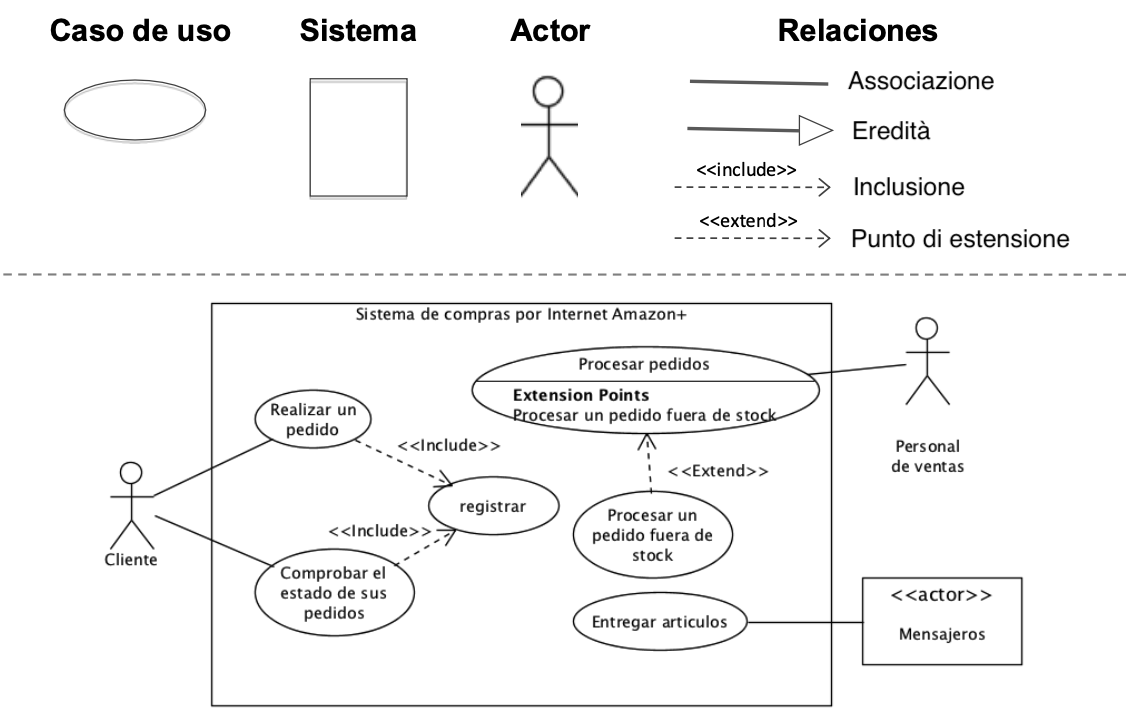 Caso de uso
Sistema
Actor
Relaciones
Associazione
Eredità
<<include>>
Inclusione
<<extend>>
Punto di estensione
Sistema de compras por Internet Amazon+
Procesar pedidos
Extension Points
Procesar un pedido fuera de stock
Realizar un
pedido
<<Include>>
Personal
de ventas
<<Extend>>
registrar
Procesar un
pedido fuera de
stock
<<Include>>
Cliente
Comprobar el
estado de sus
pedidos
Entregar articulos
<<actor>>
Mensajeros